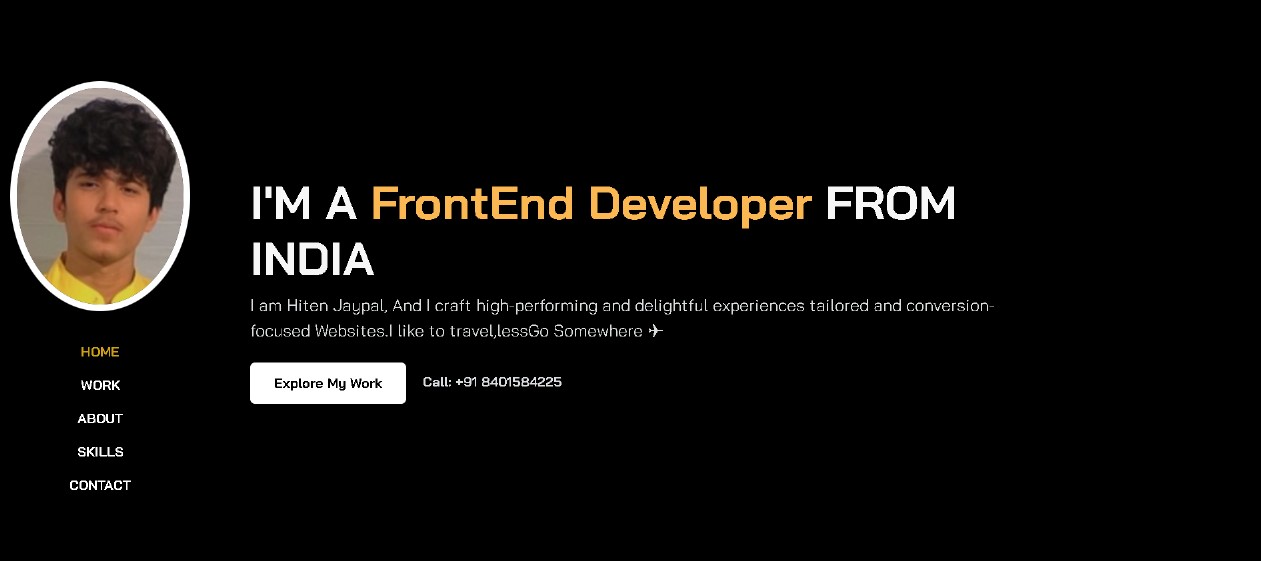 HOME
WORK
ABOUT
SKILLS
CONTACT
I'M A FrontEnd Developer FROM
INDIA
I am Hiten Jaypal, And I craft high-performing and delightful experiences tailored and conversion-
focused Websites.I like to travel,lessGo Somewhere ✈
Explore My Work
Call: +91 8401584225